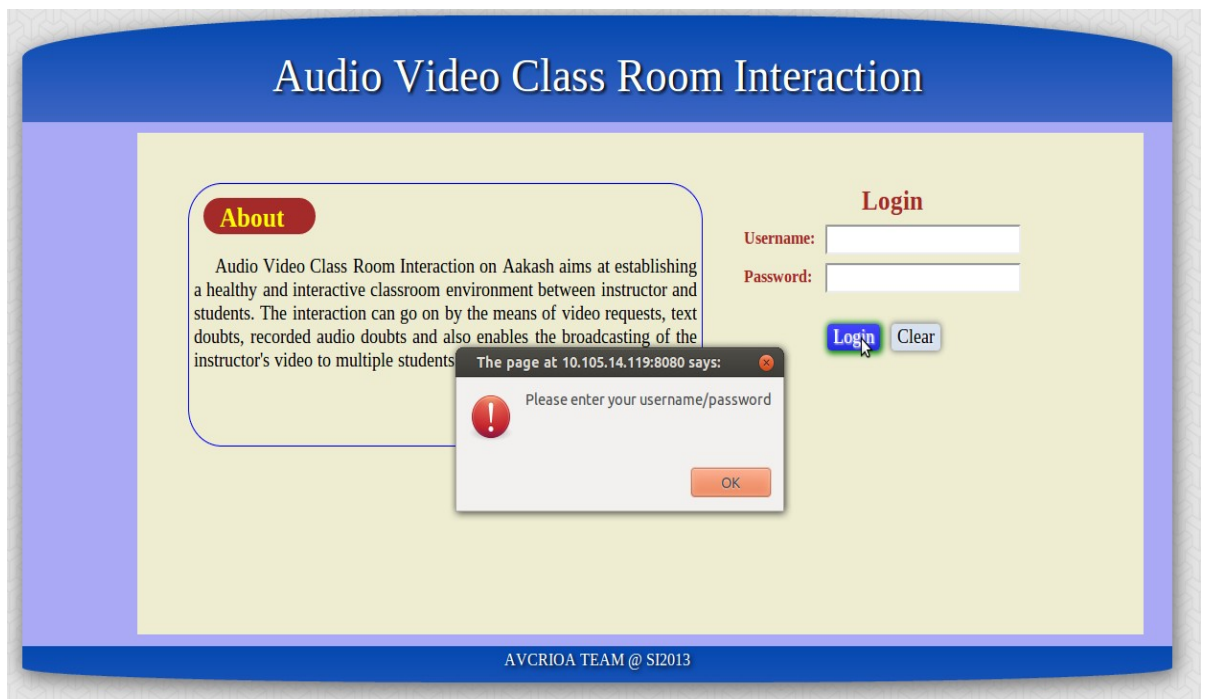 Audio Video Class Room Interaction
About
Audio Video Class Room Interaction on Aakash aims at establishing
a healthy and interactive classroom environment between instructor and
students. The interaction can go on by the means of video requests, text
doubts, recorded audio doubts and also enables the broadcasting of the
instructor's video to multiple students
Login
Username:
Password:
Login Clear
The page at 10.105.14.119:8080 says:
Please enter your username/password
OK
AVCRIOA TEAM @ SI2013